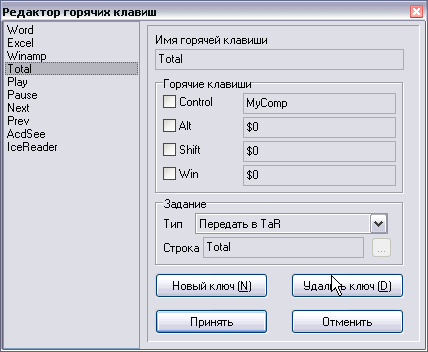 Редактор горячих клавиш
Word
Excel
Winamp
Total
Play
Pause
Next
Prev
AcdSee
IceReader
Имя горячей клавиши
Total
Горячие клавиши
Control MyComp
Alt $0
Shift $0
Win $0
Задание
Тип Передать в TaR
Строка Total ...
Новый ключ (N) Удалить ключ (D)
Принять Отменить